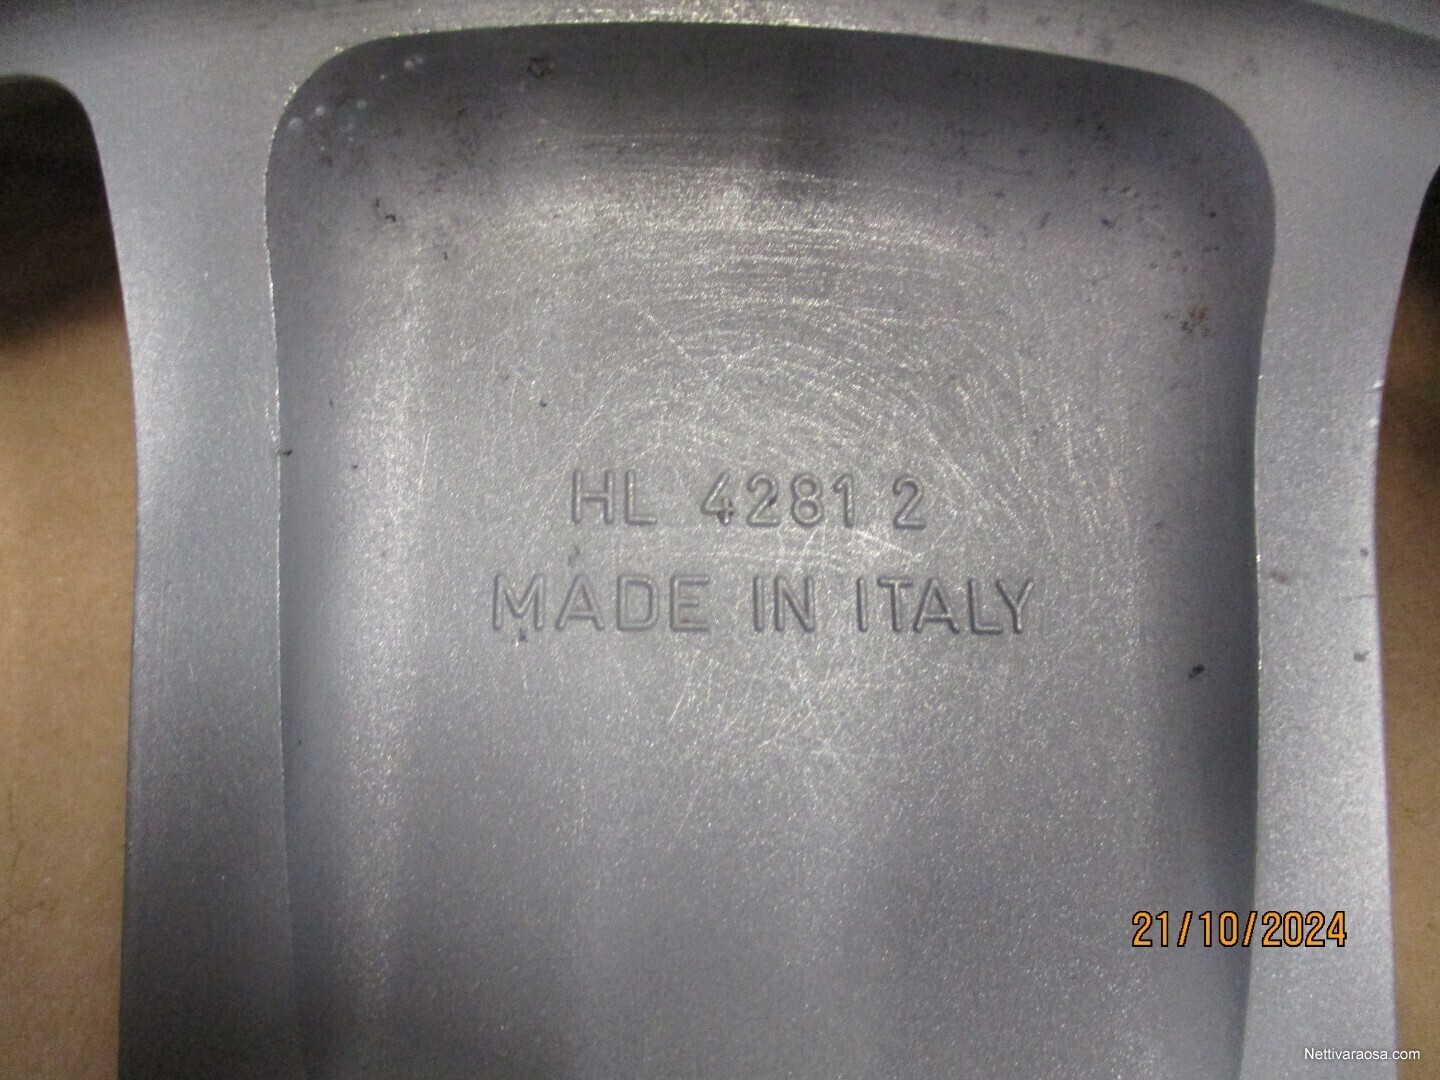 HL 4281 2
MADE IN ITALY
21/10/2024
Nettivaraosa.com